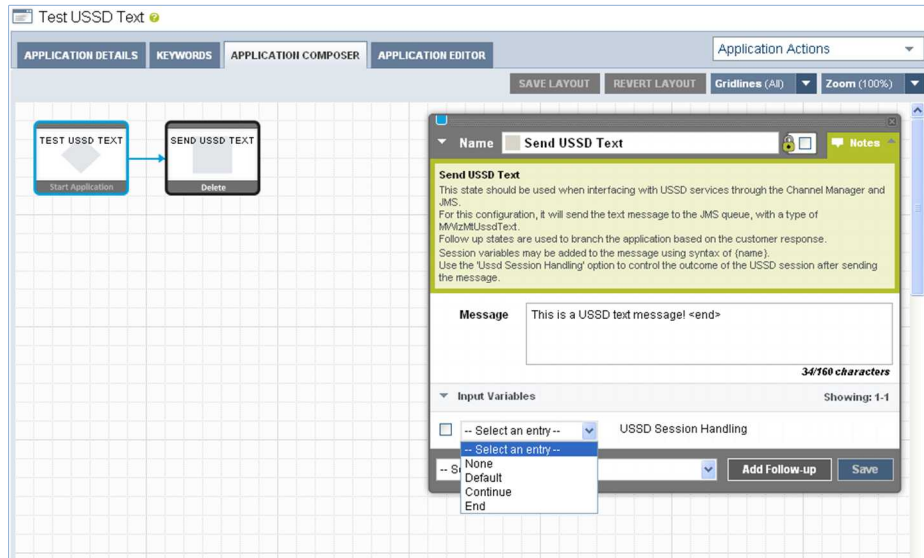 Test USSD Text
APPLICATION DETAILS
KEYWORDS
APPLICATION COMPOSER
APPLICATION EDITOR
Application Actions
SAVE LAYOUT
REVERT LAYOUT
Gridlines (All)
Zoom (100%)
TEST USSD TEXT
Start Application
SEND USSD TEXT
Delete
Name
Send USSD Text
Notes
Send USSD Text
This state should be used when interfacing with USSD services through the Channel Manager and
JMS.
For this configuration, it will send the text message to the JMS queue, with a type of
MVlzMtUssdText.
Follow up states are used to branch the application based on the customer response.
Session variables may be added to the message using syntax of {name}.
Use the 'Ussd Session Handling' option to control the outcome of the USSD session after sending
the message.
Message
This is a USSD text message! <end>
34/160 characters
Input Variables
Showing: 1-1
-- Select an entry --
USSD Session Handling
-- Select an entry --
None
Default
Continue
End
-- S
Add Follow-up
Save